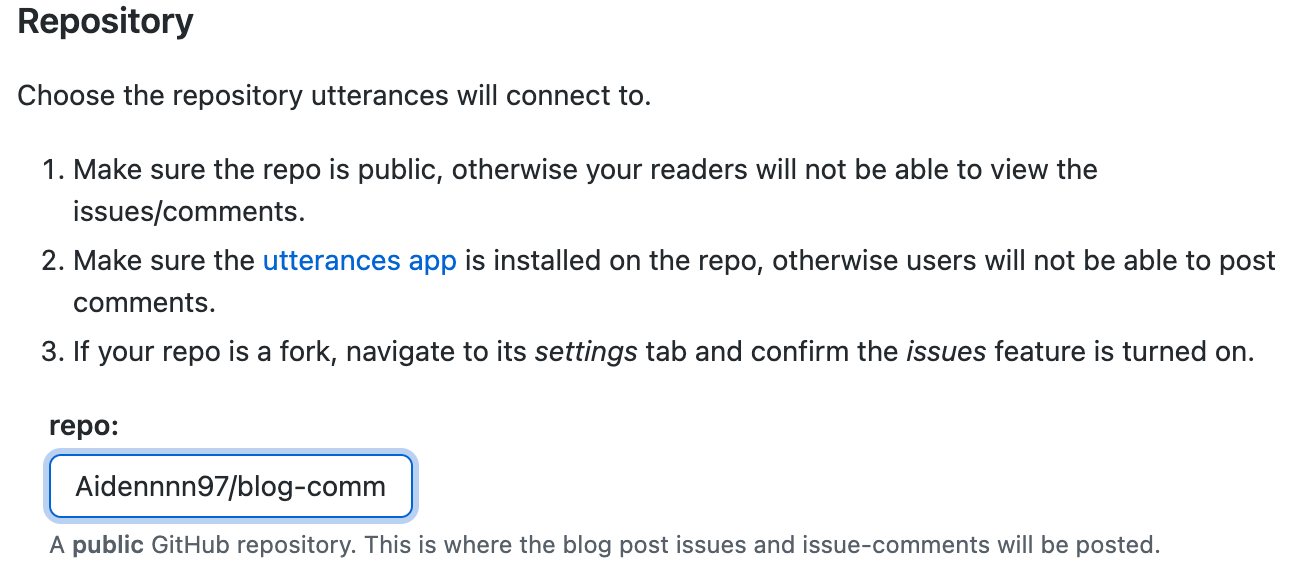 Repository
Choose the repository utterances will connect to.
1. Make sure the repo is public, otherwise your readers will not be able to view the
issues/comments.
2. Make sure the utterances app is installed on the repo, otherwise users will not be able to post
comments.
3. If your repo is a fork, navigate to its settings tab and confirm the issues feature is turned on.
repo:
Aidennnn97/blog-comm
A public GitHub repository. This is where the blog post issues and issue-comments will be posted.